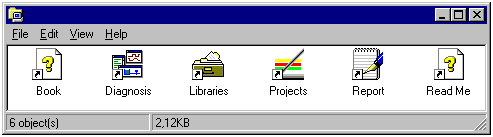 File Edit View Help
Book Diagnosis Libraries Projects Report Read Me
6 object(s) 2,12KB